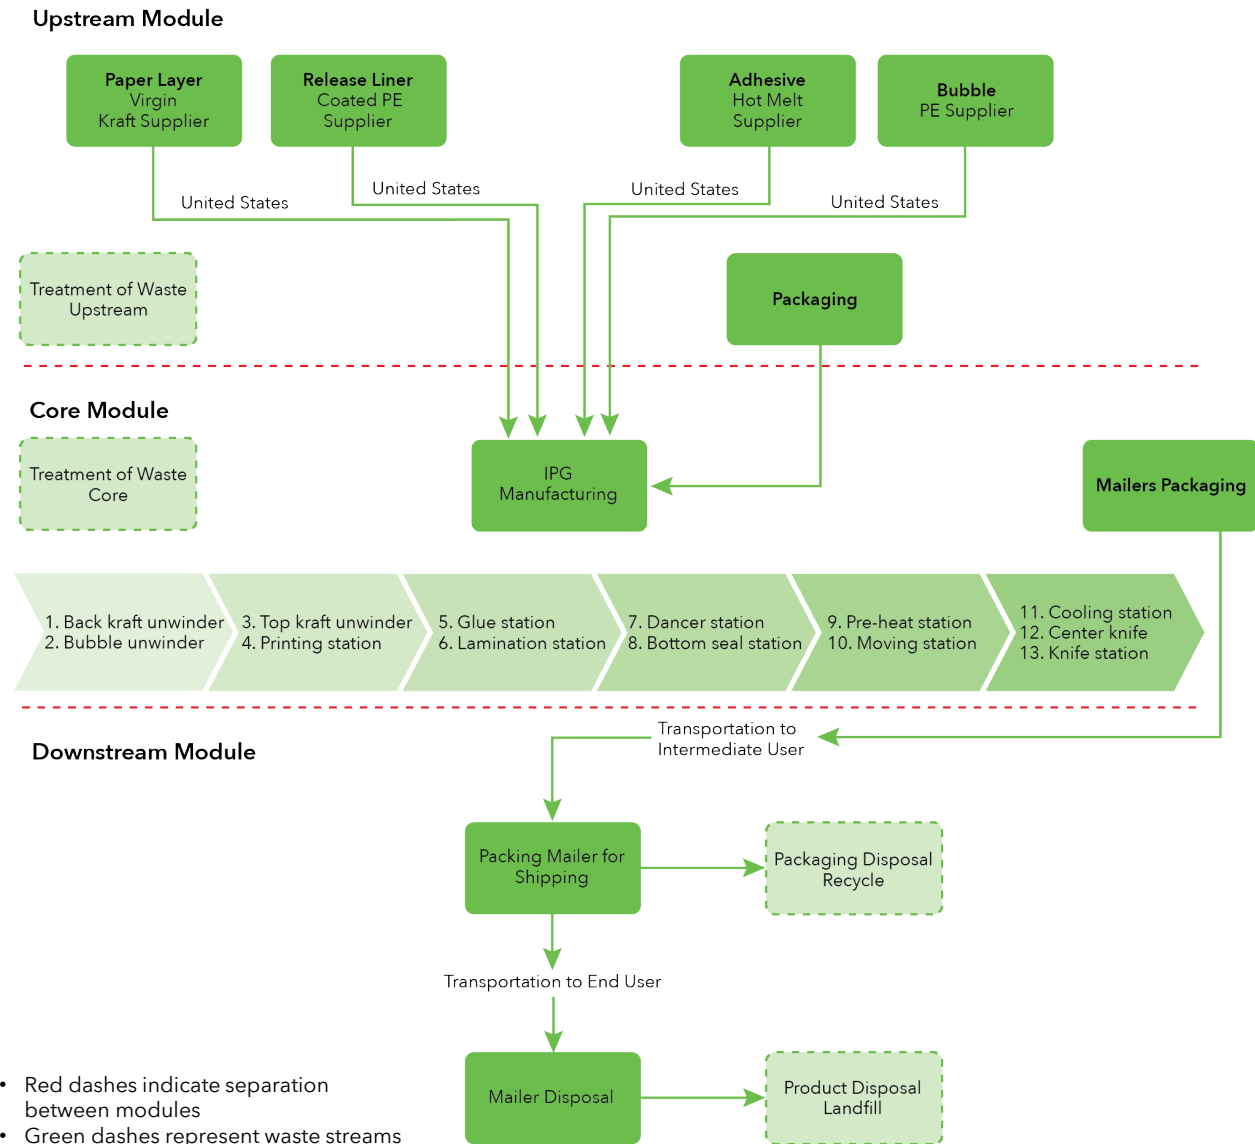 Upstream Module
Paper Layer
Virgin
Kraft Supplier
Release Liner
Coated PE
Supplier
Adhesive
Hot Melt
Supplier
Bubble
PE Supplier
United States
United States
United States
United States
Treatment of Waste
Upstream
Packaging
Core Module
Treatment of Waste
Core
IPG
Manufacturing
Mailers Packaging
1. Back kraft unwinder
2. Bubble unwinder
3. Top kraft unwinder
4. Printing station
5. Glue station
6. Lamination station
7. Dancer station
8. Bottom seal station
9. Pre-heat station
10. Moving station
11. Cooling station
12. Center knife
13. Knife station
Downstream Module
Transportation to
Intermediate User
Packing Mailer for
Shipping
Packaging Disposal
Recycle
Transportation to End User
Mailer Disposal
Product Disposal
Landfill
• Red dashes indicate separation
between modules
• Green dashes represent waste streams